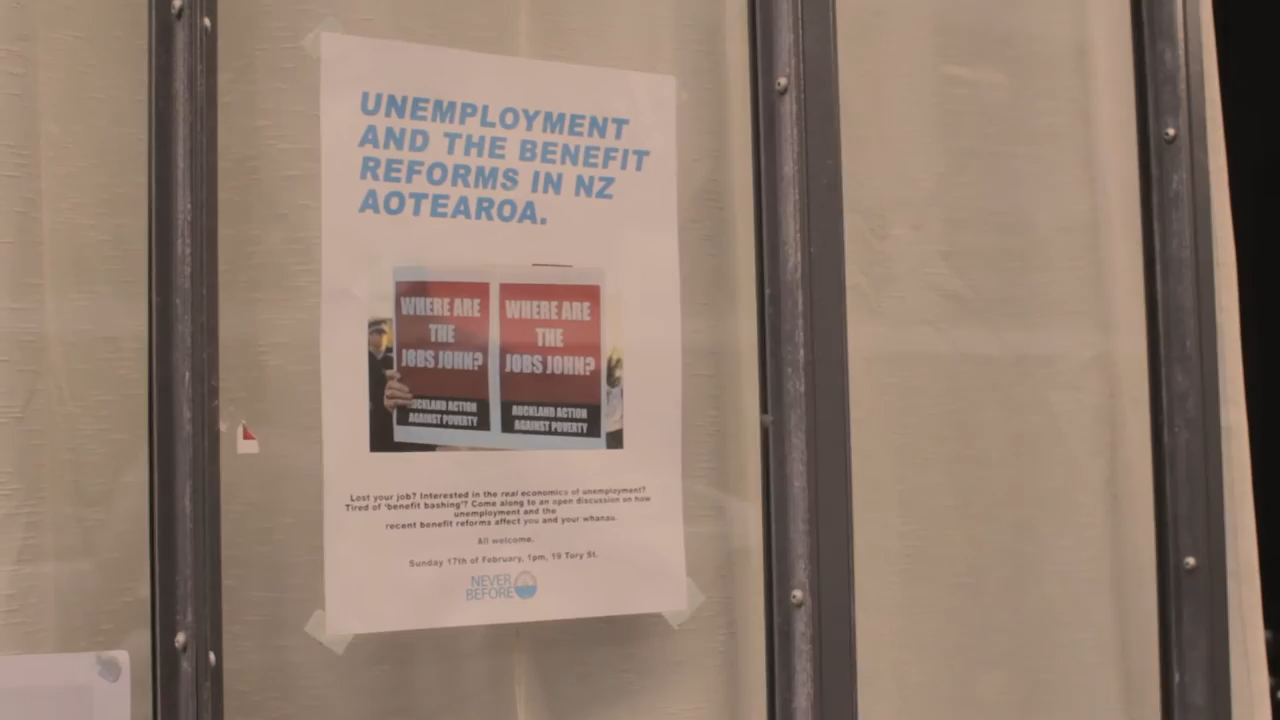 UNEMPLOYMENT
AND THE BENEFIT
REFORMS IN NZ
AOTEAROA.
WHERE ARE
THE
JOBS JOHN?
AUCKLAND ACTION
AGAINST POVERTY
WHERE ARE
THE
JOBS JOHN?
AUCKLAND ACTION
AGAINST POVERTY
Lost your job? Interested in the real economics of unemployment?
Tired of 'benefit bashing'? Come along to an open discussion on how
unemployment and the
recent benefit reforms affect you and your whanau.
All welcome.
Sunday 17th of February, 1pm, 19 Tory St.
NEVER
BEFORE